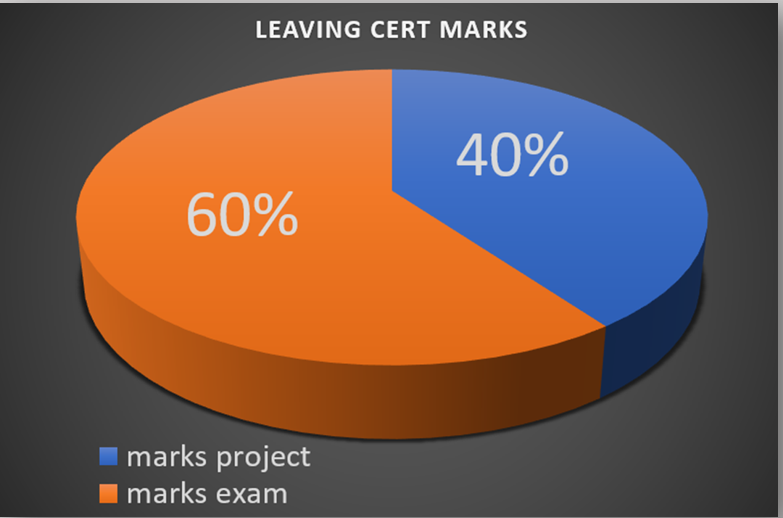 LEAVING CERT MARKS
40%
60%
marks project
marks exam